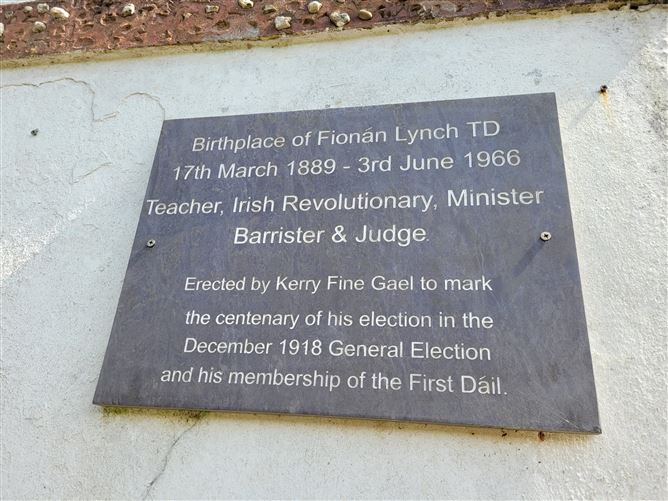 Birthplace of Fionán Lynch TD
17th March 1889 - 3rd June 1966
Teacher, Irish Revolutionary, Minister
Barrister & Judge.
Erected by Kerry Fine Gael to mark
the centenary of his election in the
December 1918 General Election
and his membership of the First Dáil.